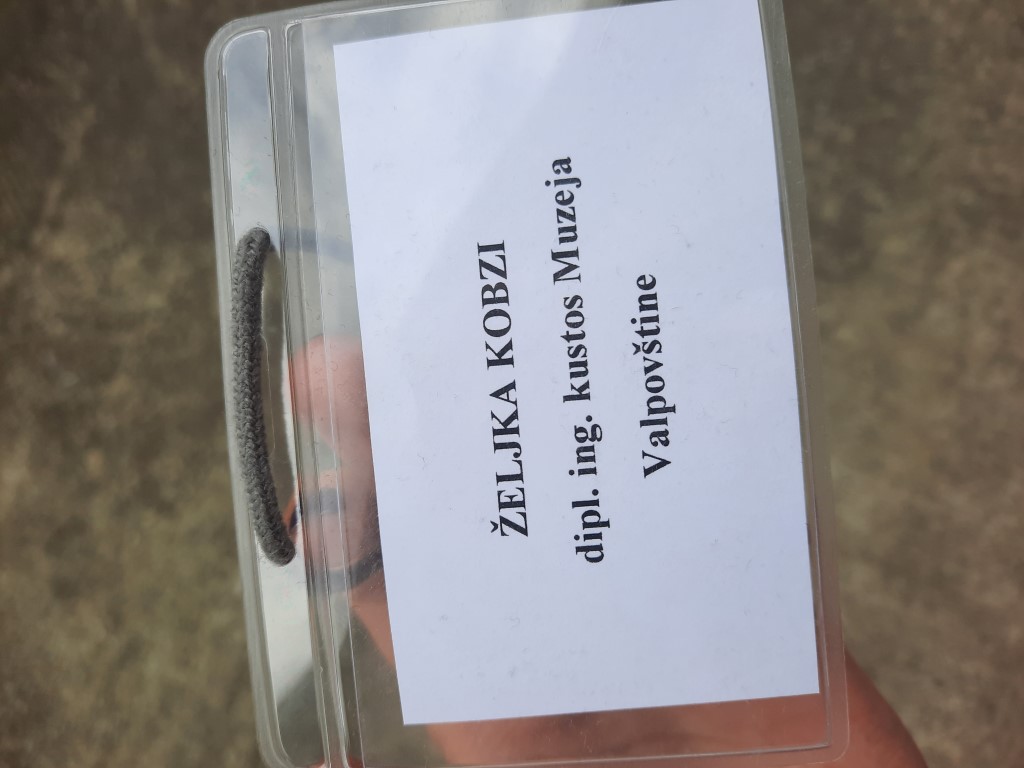 ŽELJKA KOBZI
dipl. ing. kustos Muzeja
Valpovštine